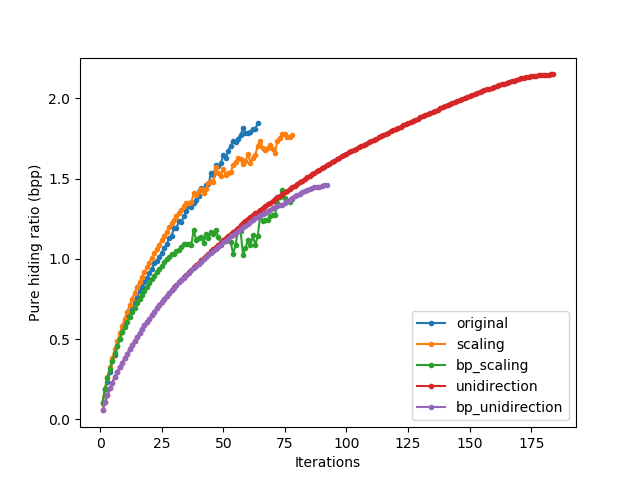 Pure hiding ratio (bpp)
2.0
1.5
1.0
0.5
0.0
original
scaling
bp_scaling
unidirection
bp_unidirection
0 25 50 75 100 125 150 175
Iterations